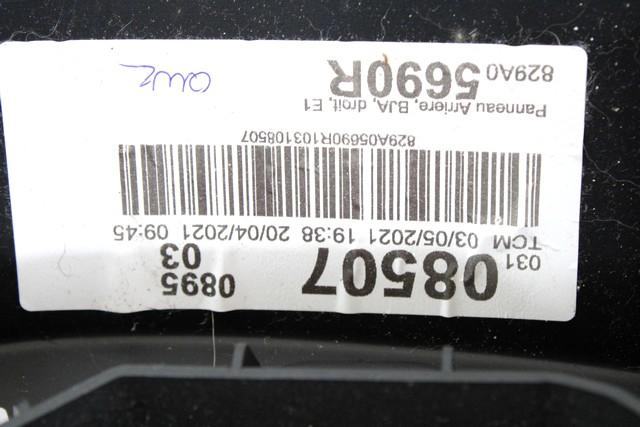 031 08507 0895
03
TCM 03/05/2021 19:38 20/04/2021 09:45
829A05690R103108507
Panneau Arriere, BJA, droit, E1
829A0 5690R